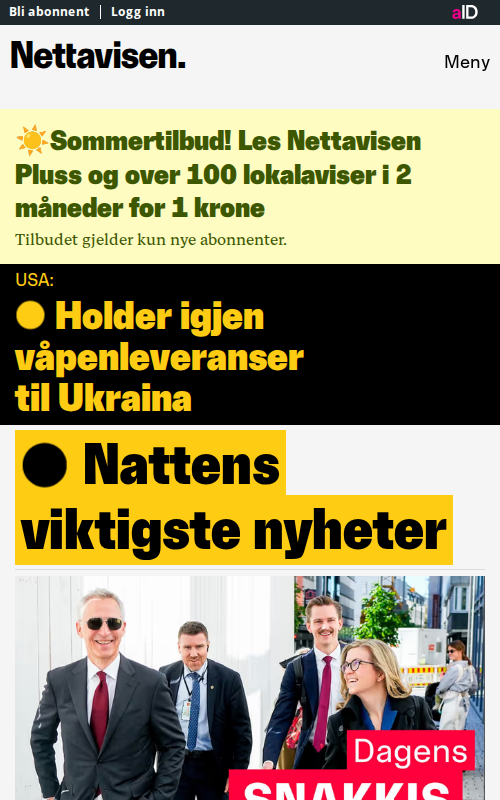 Bli abonnent | Logg inn
aID
Nettavisen.
Meny
☀️Sommertilbud! Les Nettavisen
Pluss og over 100 lokalaviser i 2
måneder for 1 krone
Tilbudet gjelder kun nye abonnenter.
USA:
Holder igjen
våpenleveranser
til Ukraina
Nattens
viktigste nyheter
Dagens
SNAKKIS